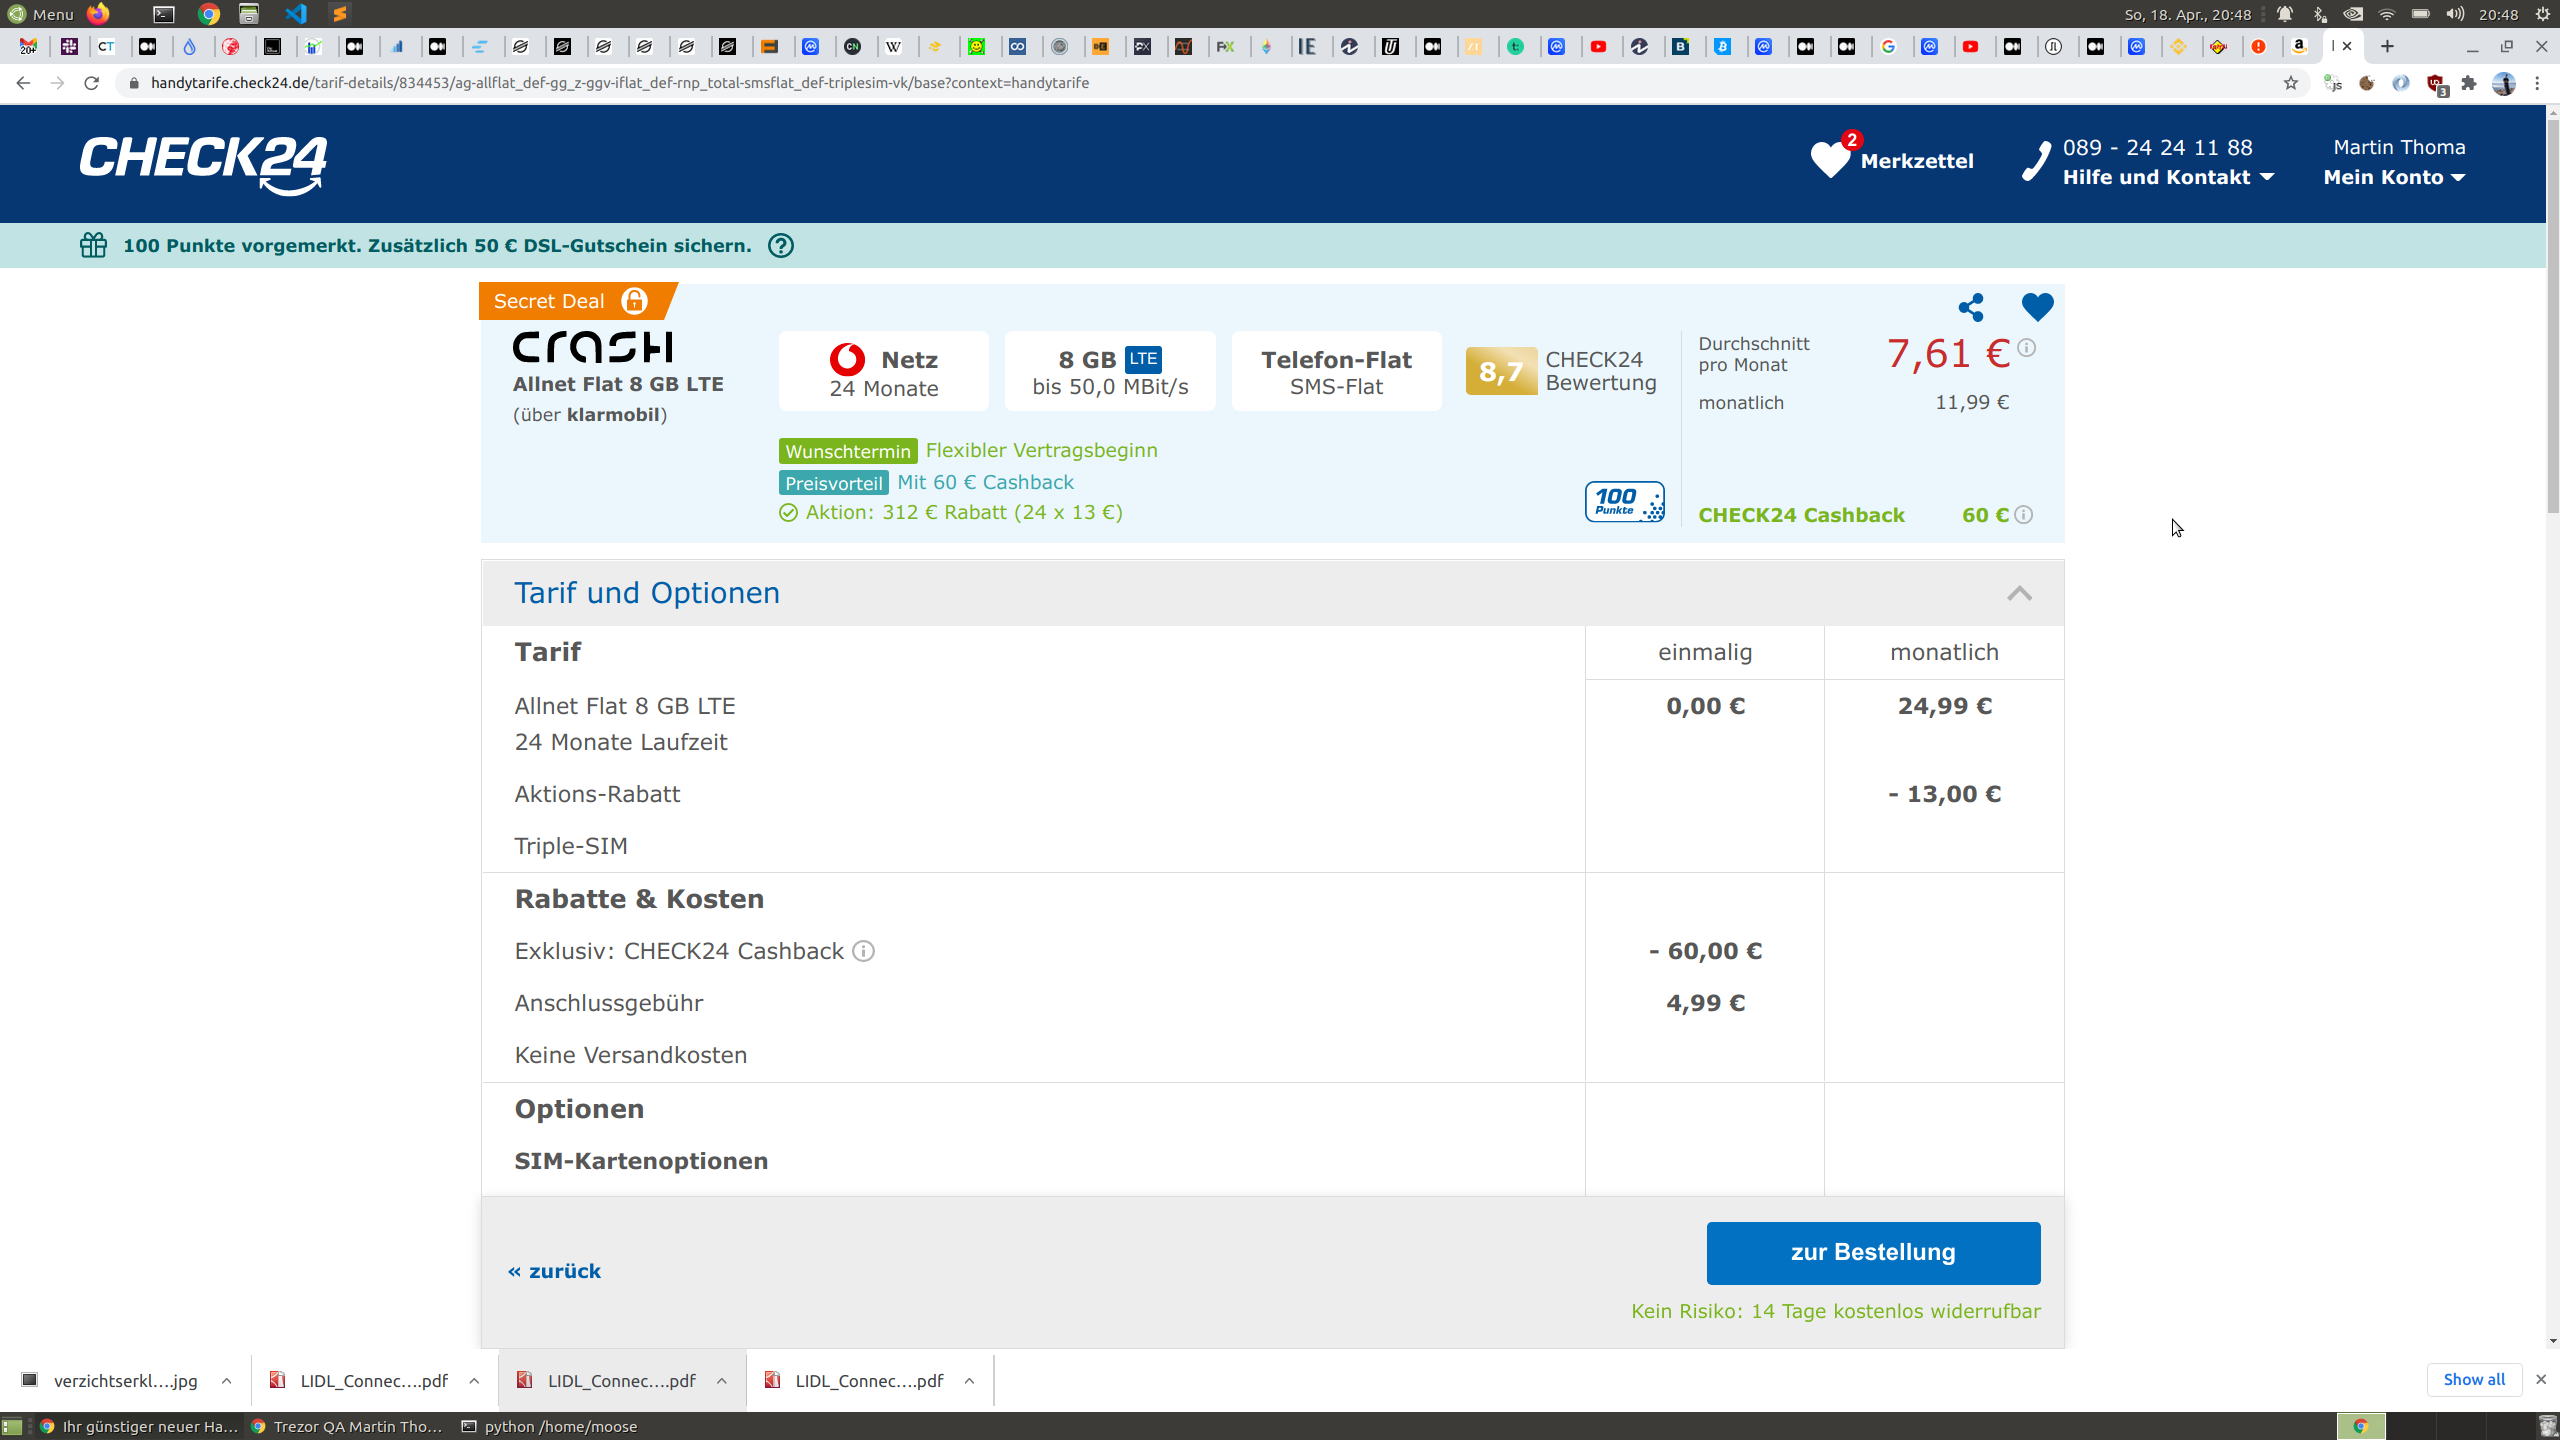 Menu
So, 18. Apr., 20:48
20:48
handytarife.check24.de/tarif-details/834453/ag-allflat_def-gg_z-ggv-iflat_def-rnp_total-smsflat_def-triplesim-vk/base?context=handytarife
CHECK24
2
Merkzettel
089 - 24 24 11 88
Hilfe und Kontakt
Martin Thoma
Mein Konto
100 Punkte vorgemerkt. Zusätzlich 50 € DSL-Gutschein sichern.
Secret Deal
crash
Allnet Flat 8 GB LTE
(über klarmobil)
Netz
24 Monate
8 GB LTE
bis 50,0 MBit/s
Telefon-Flat
SMS-Flat
8,7
CHECK24
Bewertung
Durchschnitt
pro Monat
7,61 €
monatlich
11,99 €
Wunschtermin Flexibler Vertragsbeginn
Preisvorteil Mit 60 € Cashback
Aktion: 312 € Rabatt (24 x 13 €)
100
Punkte
CHECK24 Cashback 60 €
Tarif und Optionen
Tarif einmalig monatlich
Allnet Flat 8 GB LTE 0,00 € 24,99 €
24 Monate Laufzeit
Aktions-Rabatt - 13,00 €
Triple-SIM
Rabatte & Kosten
Exklusiv: CHECK24 Cashback - 60,00 €
Anschlussgebühr 4,99 €
Keine Versandkosten
Optionen
SIM-Kartenoptionen
« zurück
zur Bestellung
Kein Risiko: 14 Tage kostenlos widerrufbar
verzichtserkl....jpg
LIDL_Connec....pdf
LIDL_Connec....pdf
LIDL_Connec....pdf
Show all
Ihr günstiger neuer Ha...
Trezor QA Martin Tho...
python /home/moose